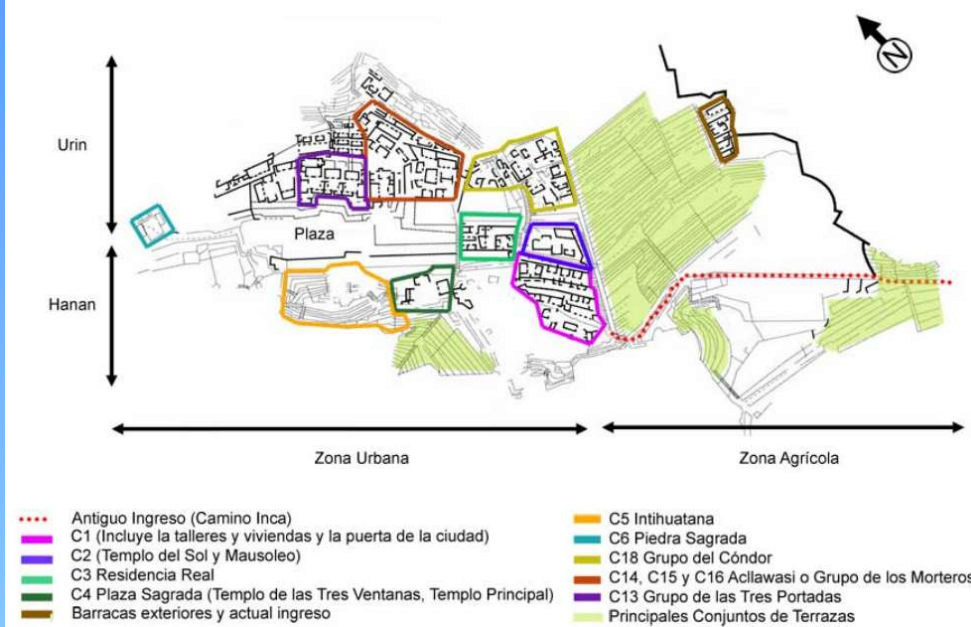 N
Urin
Plaza
Hanan
Zona Urbana
Zona Agrícola
Antiguo Ingreso (Camino Inca)
C1 (Incluye la talleres y viviendas y la puerta de la ciudad)
C2 (Templo del Sol y Mausoleo)
C3 Residencia Real
C4 Plaza Sagrada (Templo de las Tres Ventanas, Templo Principal)
Barracas exteriores y actual ingreso
C5 Intihuatana
C6 Piedra Sagrada
C18 Grupo del Cóndor
C14, C15 y C16 Acllawasi o Grupo de los Morteros
C13 Grupo de las Tres Portadas
Principales Conjuntos de Terrazas